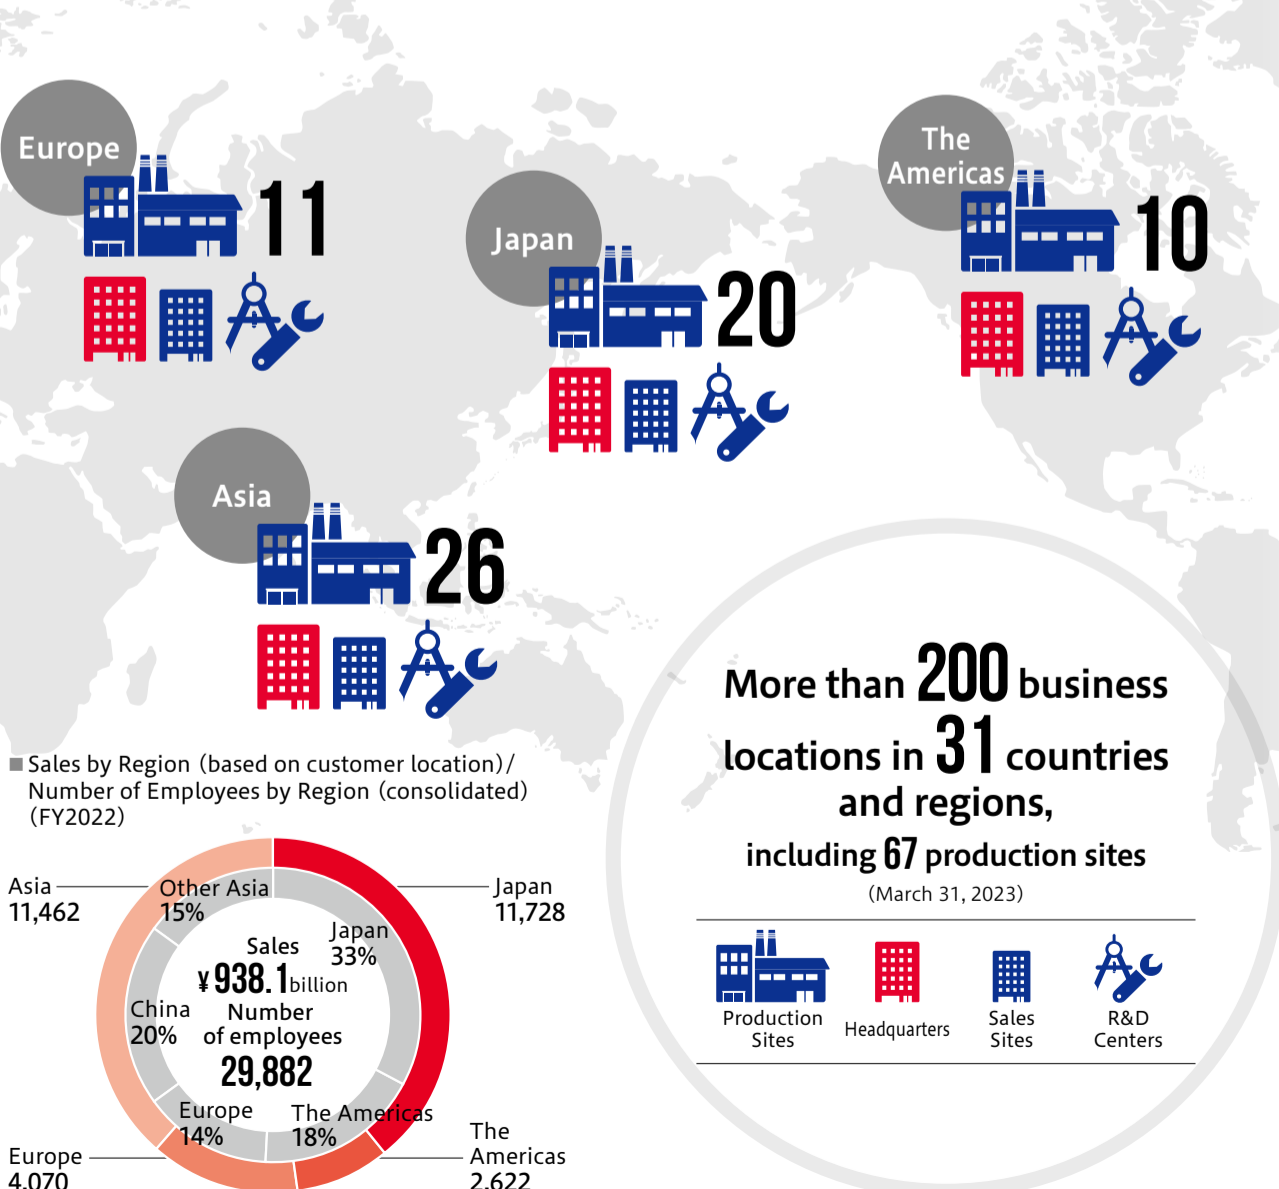 Europe
11
Japan
20
The
Americas
10
Asia
26
More than 200 business
locations in 31 countries
and regions,
including 67 production sites
(March 31, 2023)
Production
Sites
Headquarters
Sales
Sites
R&D
Centers
■ Sales by Region (based on customer location)/
Number of Employees by Region (consolidated)
(FY2022)
Asia
11,462
Other Asia
15%
Japan
33%
Japan
11,728
Sales
¥938.1billion
Number
of employees
29,882
China
20%
Europe
14%
The Americas
18%
Europe
4,070
The
Americas
2,622